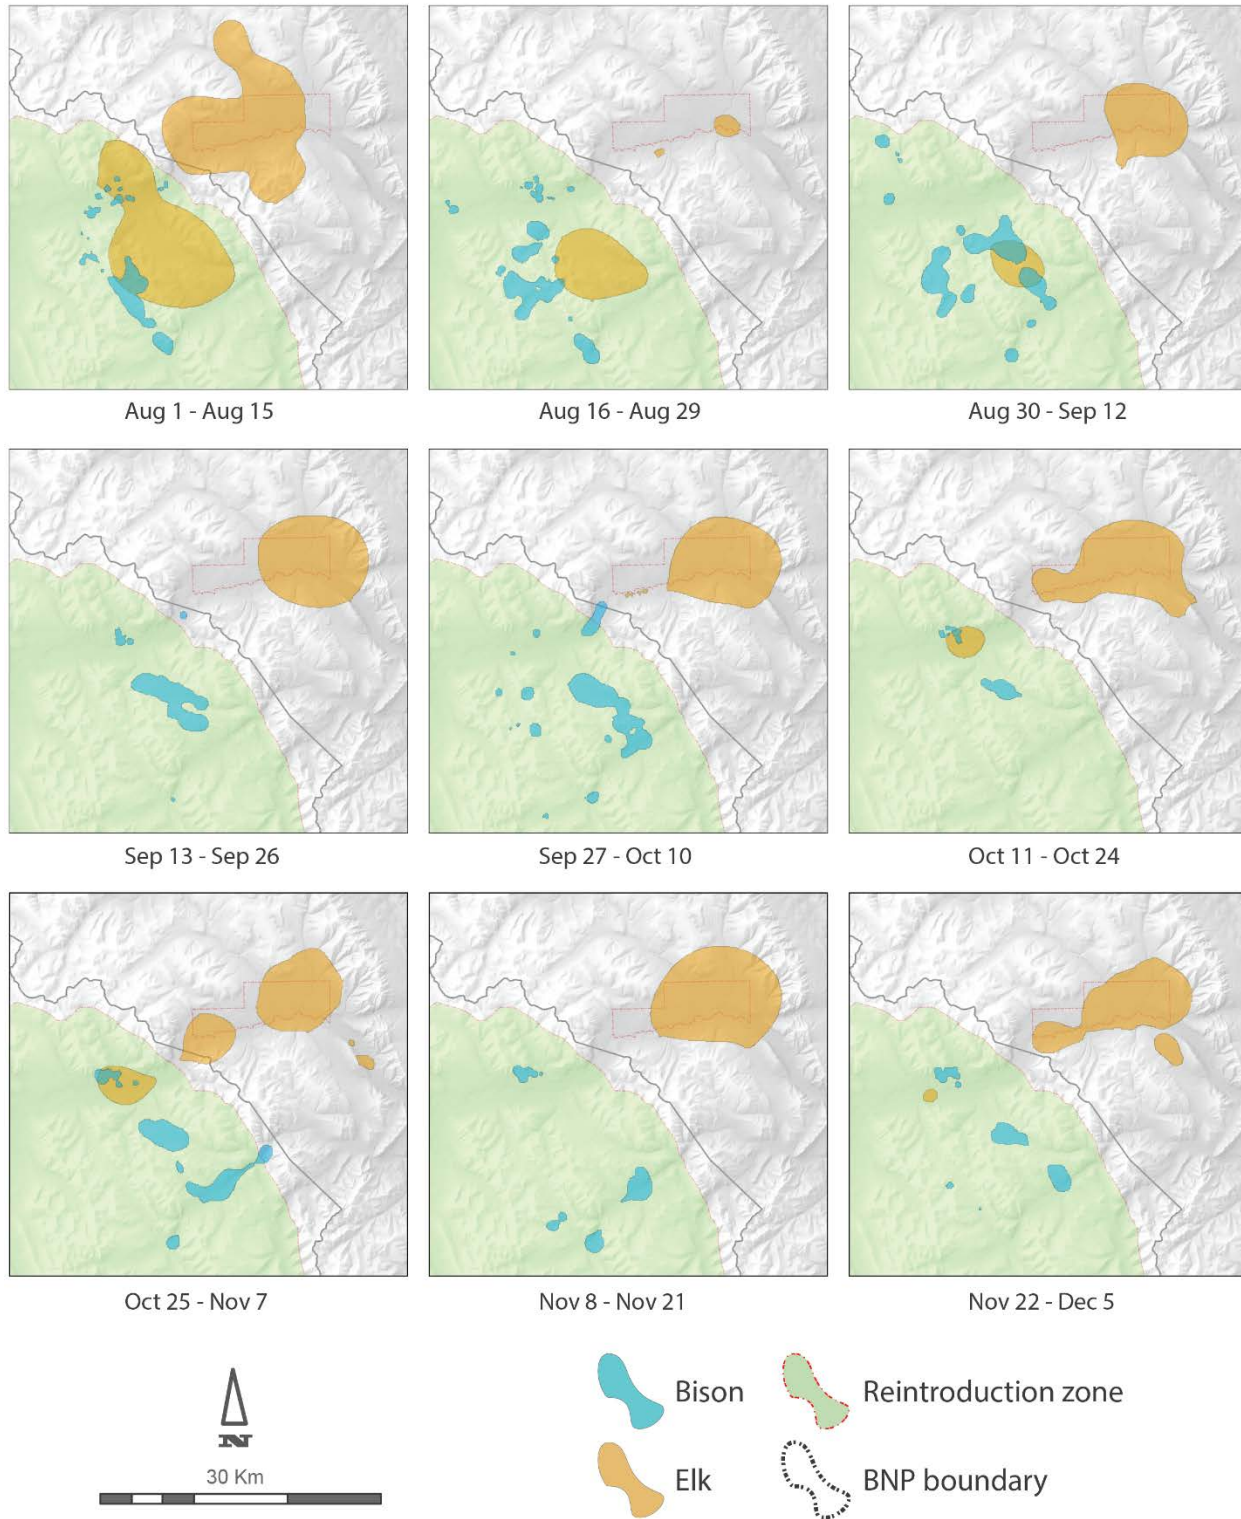 Aug 1 - Aug 15
Aug 16 - Aug 29
Aug 30 - Sep 12
Sep 13 - Sep 26
Sep 27 - Oct 10
Oct 11 - Oct 24
Oct 25 - Nov 7
Nov 8 - Nov 21
Nov 22 - Dec 5
N
30 Km
Bison
Reintroduction zone
Elk
BNP boundary